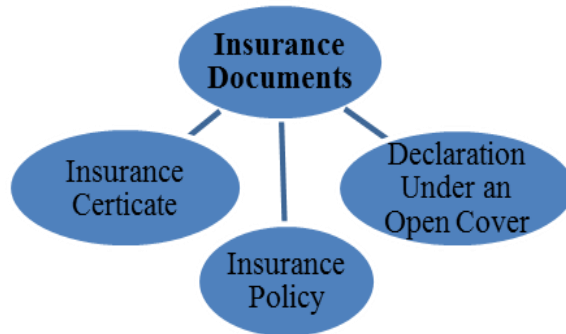 Insurance
Documents
Insurance
Certicate
Declaration
Under an
Open Cover
Insurance
Policy